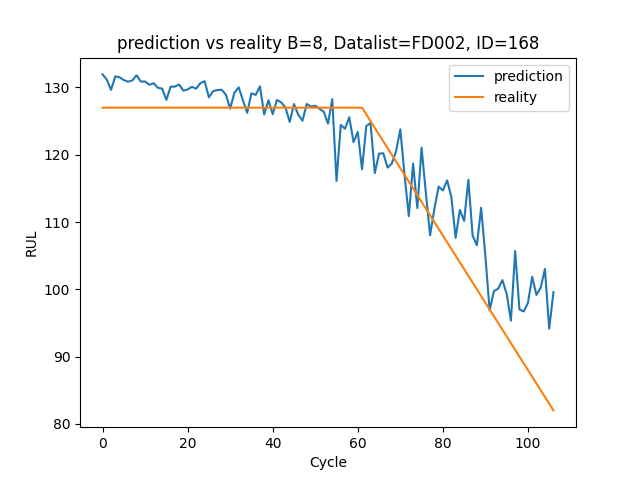 prediction vs reality B=8, Datalist=FD002, ID=168
prediction
reality
130
120
110
100
90
80
RUL
0 20 40 60 80 100
Cycle